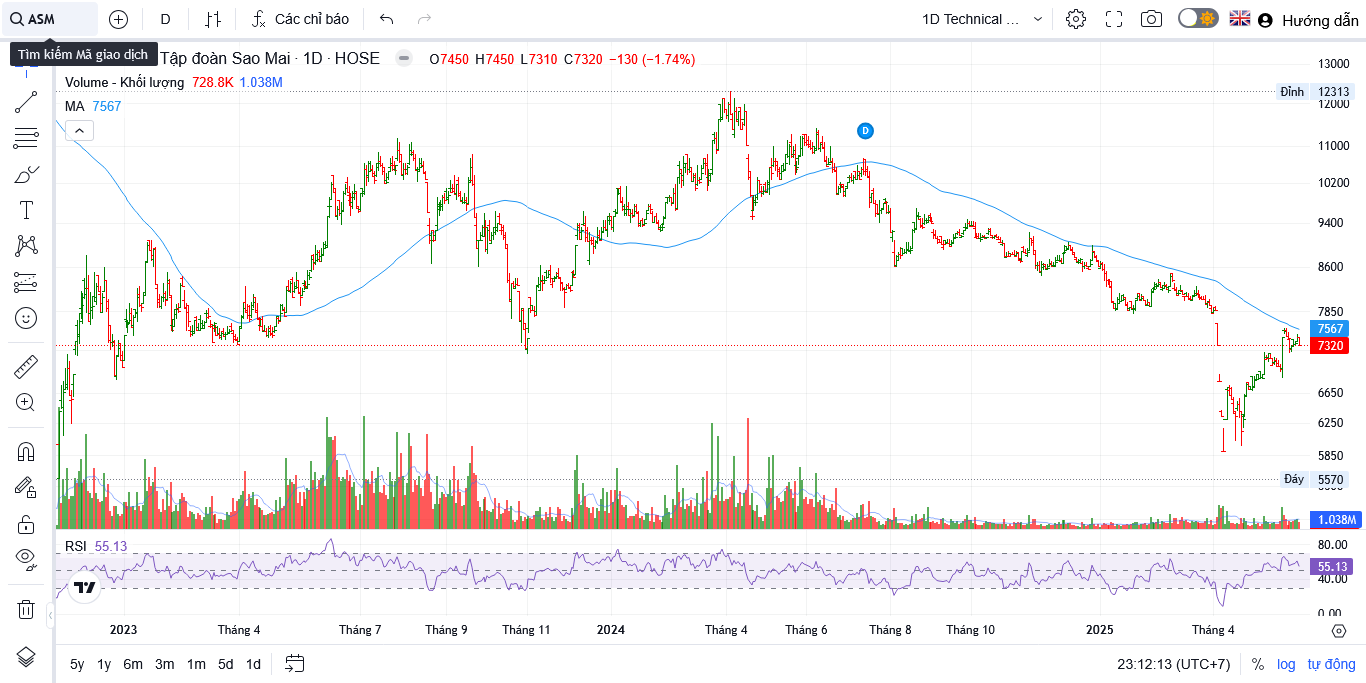 ASM
D
Các chỉ báo
1D Technical ...
Hướng dẫn
Tìm kiếm Mã giao dịch
Tập đoàn Sao Mai · 1D · HOSE
O7450 H7450 L7310 C7320 −130 (−1.74%)
Volume - Khối lượng 728.8K 1.038M
MA 7567
D
13000
Đỉnh 12313
12000
11000
10200
9400
8600
7850
7567
7320
6650
6250
5850
Đáy 5570
1.038M
RSI 55.13
80.00
55.13
40.00
0.00
2023 Tháng 4 Tháng 7 Tháng 9 Tháng 11 2024 Tháng 4 Tháng 6 Tháng 8 Tháng 10 2025 Tháng 4
5y 1y 6m 3m 1m 5d 1d
23:12:13 (UTC+7) % log tự động